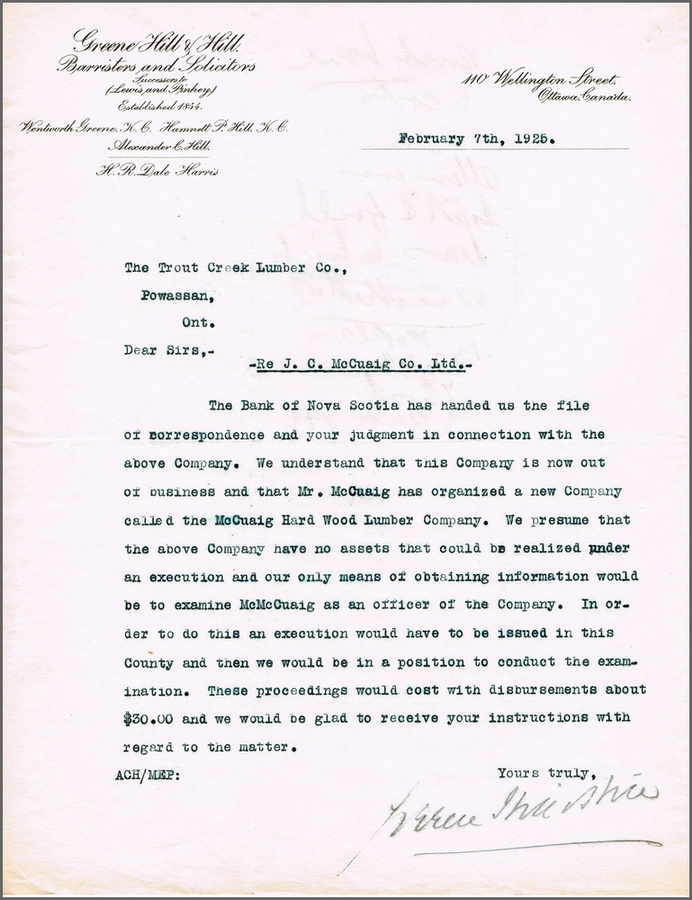 Greene Hill & Hill.
Barristers and Solicitors
Successors to
(Lewis and Pinhey)
Established 1854.
Wentworth Greene, K. C. Hamnett P. Hill, K. C.
Alexander C. Hill.
H. R. Dale Harris
110 Wellington Street.
Ottawa, Canada.
February 7th, 1925.
The Trout Creek Lumber Co.,
Powassan,
Ont.
Dear Sirs,-
-Re J. C. McCuaig Co. Ltd.-
The Bank of Nova Scotia has handed us the file
of correspondence and your judgment in connection with the
above Company. We understand that this Company is now out
of business and that Mr. McCuaig has organized a new Company
called the McCuaig Hard Wood Lumber Company. We presume that
the above Company have no assets that could be realized under
an execution and our only means of obtaining information would
be to examine McMcCuaig as an officer of the Company. In or-
der to do this an execution would have to be issued in this
County and then we would be in a position to conduct the exam-
ination. These proceedings would cost with disbursements about
$30.00 and we would be glad to receive your instructions with
regard to the matter.
ACH/MEP:
Yours truly,
Greene Hill & Hill